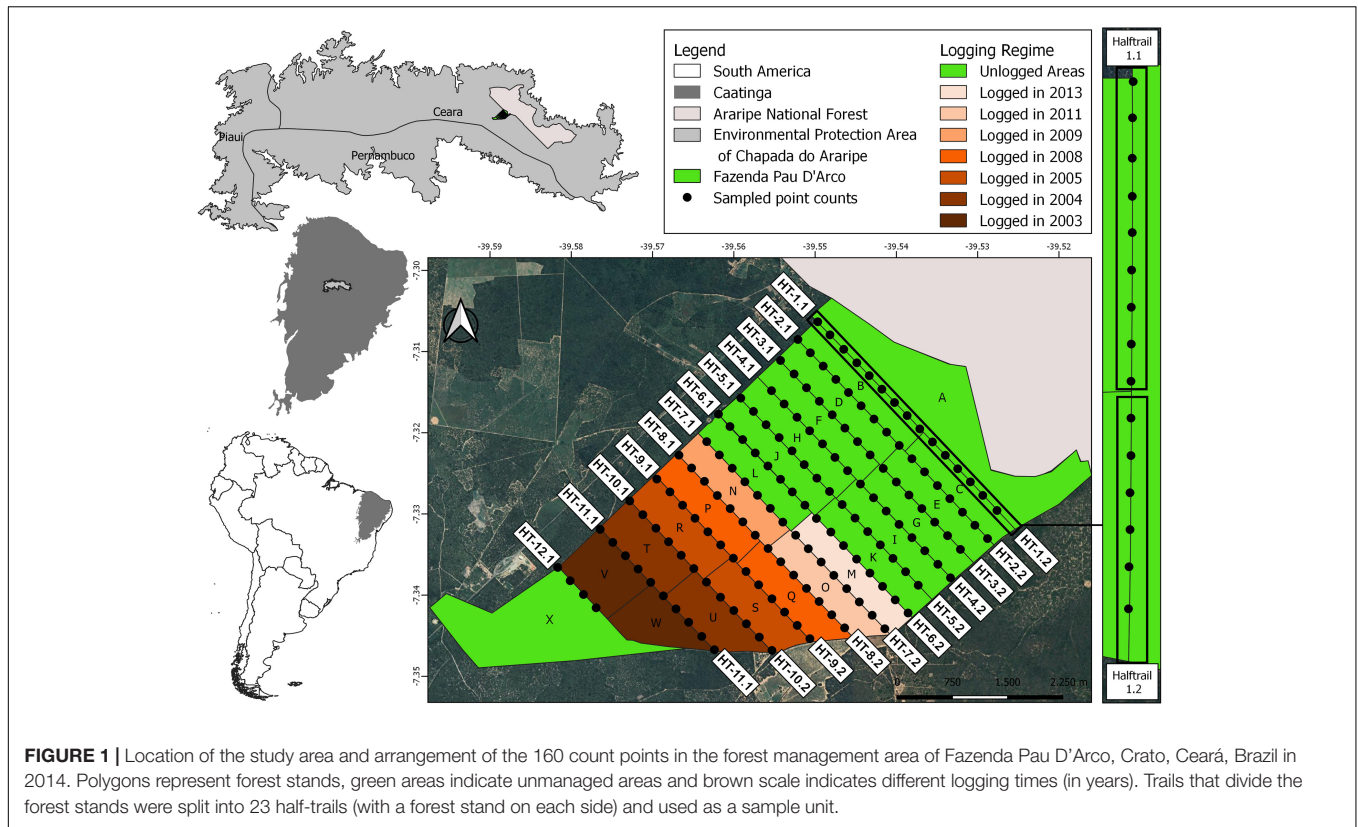 Legend
South America
Caatinga
Araripe National Forest
Environmental Protection Area
of Chapada do Araripe
Fazenda Pau D'Arco
Sampled point counts
Logging Regime
Unlogged Areas
Logged in 2013
Logged in 2011
Logged in 2009
Logged in 2008
Logged in 2005
Logged in 2004
Logged in 2003
Piaui
Ceara
Pernambuco
Halftrail
1.1
Halftrail
1.2
-39.59 -39.58 -39.57 -39.56 -39.55 -39.54 -39.53 -39.52
-7.30
-7.31
-7.32
-7.33
-7.34
-7.35
HT-1.1
HT-2.1
HT-3.1
HT-4.1
HT-5.1
HT-6.1
HT-7.1
HT-8.1
HT-9.1
HT-10.1
HT-11.1
HT-12.1
A
B
C
D
E
F
G
H
I
J
K
L
M
N
O
P
Q
R
S
T
U
V
W
X
HT-1.2
HT-2.2
HT-3.2
HT-4.2
HT-5.2
HT-6.2
HT-7.2
HT-8.2
HT-9.2
HT-10.2
HT-11.1
0 750 1.500 2.250 m
FIGURE 1 | Location of the study area and arrangement of the 160 count points in the forest management area of Fazenda Pau D'Arco, Crato, Ceará, Brazil in
2014. Polygons represent forest stands, green areas indicate unmanaged areas and brown scale indicates different logging times (in years). Trails that divide the
forest stands were split into 23 half-trails (with a forest stand on each side) and used as a sample unit.